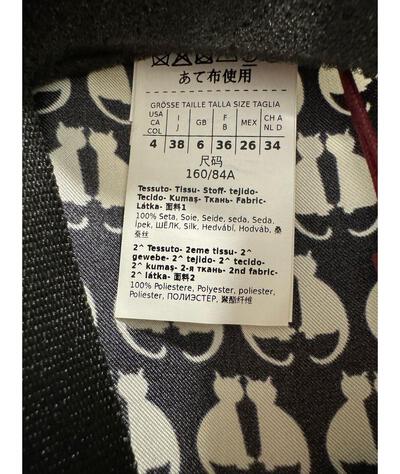 あて布使用
GRÖSSE TAILLE TALLA SIZE TAGLIA
USA CA COL I J GB F B MEX CH A NL D
4 38 6 36 26 34
尺码
160/84A
Tessuto- Tissu- Stoff- tejido-
Tecido- Kumaş- Ткань- Fabric-
Látka- 面料1
100% Seta, Soie, Seide, seda, Seda,
İpek, ШЁЛК, Silk, Hedvábí, Hodváb, 桑
蚕丝
2^ Tessuto- 2eme tissu- 2^
gewebe- 2^ tejido- 2^ tecido-
2^ kumaş- 2-я ткань- 2nd fabric-
2^ látka- 面料2
100% Poliestere, Polyester, poliester,
Poliester, ПОЛИЭСТЕР, 聚酯纤维